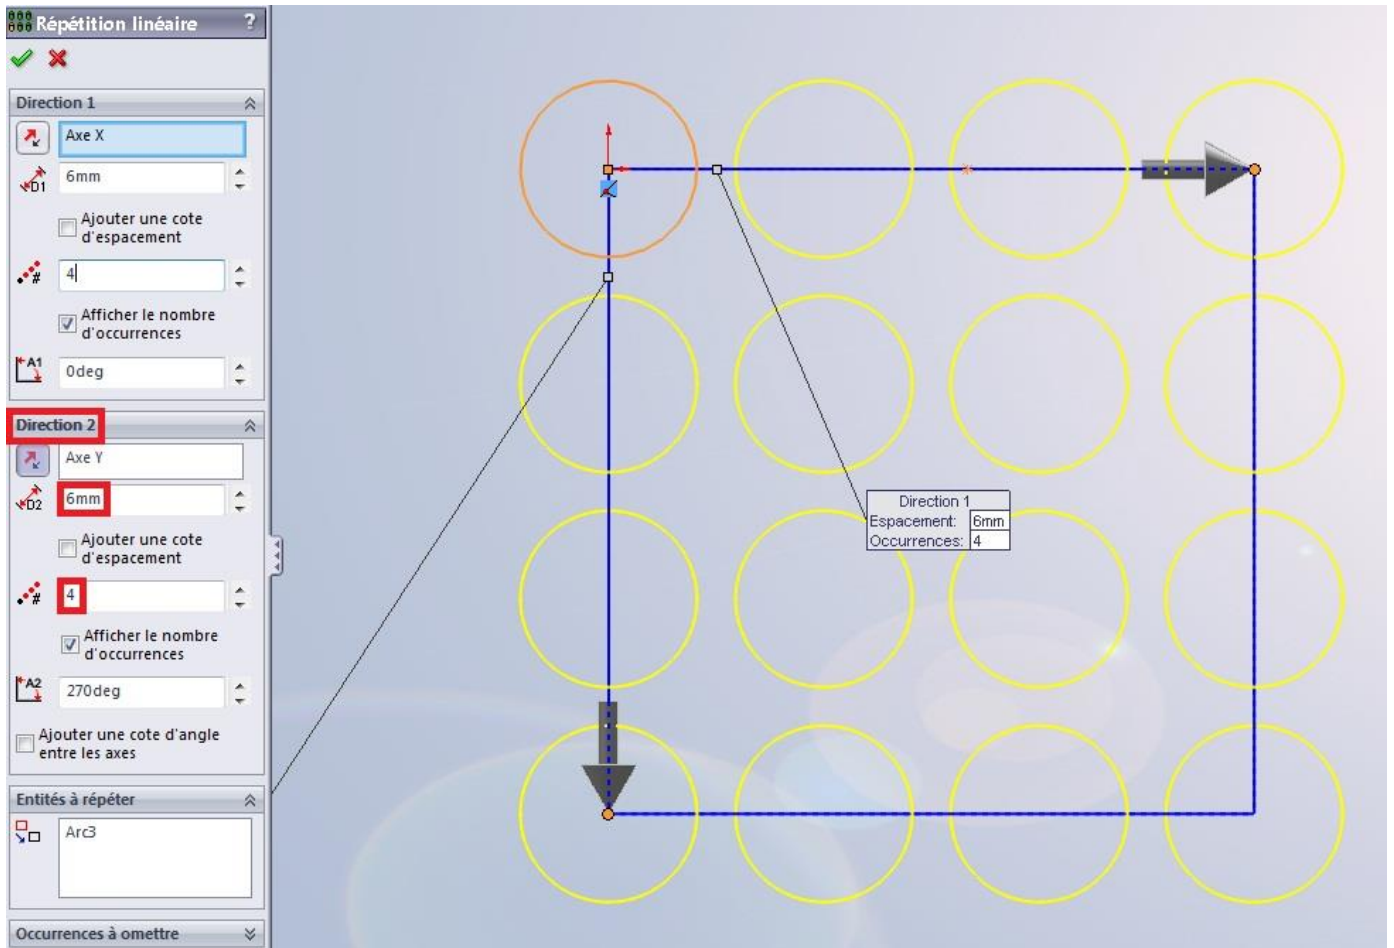 Répétition linéaire ?
Direction 1
Axe X
D1 6mm
Ajouter une cote
d'espacement
# 4
Afficher le nombre
d'occurrences
A1 0deg
Direction 2
Axe Y
D2 6mm
Ajouter une cote
d'espacement
# 4
Afficher le nombre
d'occurrences
A2 270deg
Ajouter une cote d'angle
entre les axes
Entités à répéter
Arc3
Occurrences à omettre
Direction 1
Espacement: 6mm
Occurrences: 4